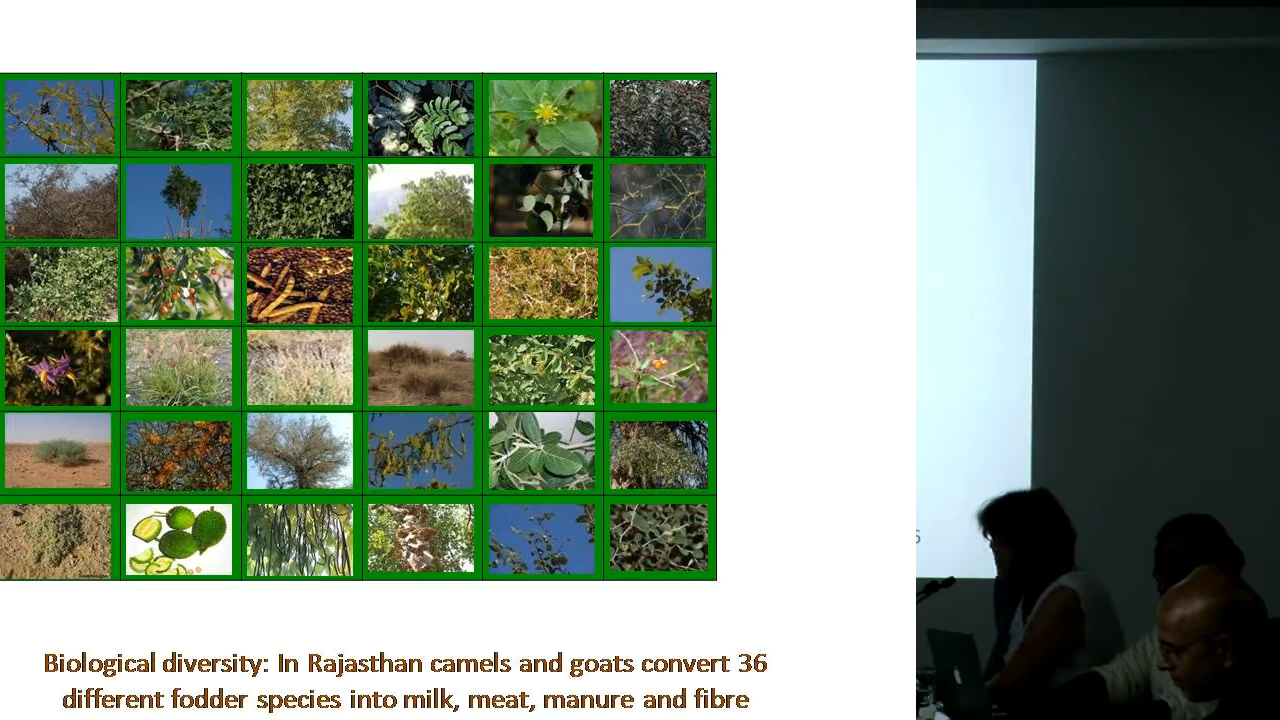 Biological diversity: In Rajasthan camels and goats convert 36
different fodder species into milk, meat, manure and fibre